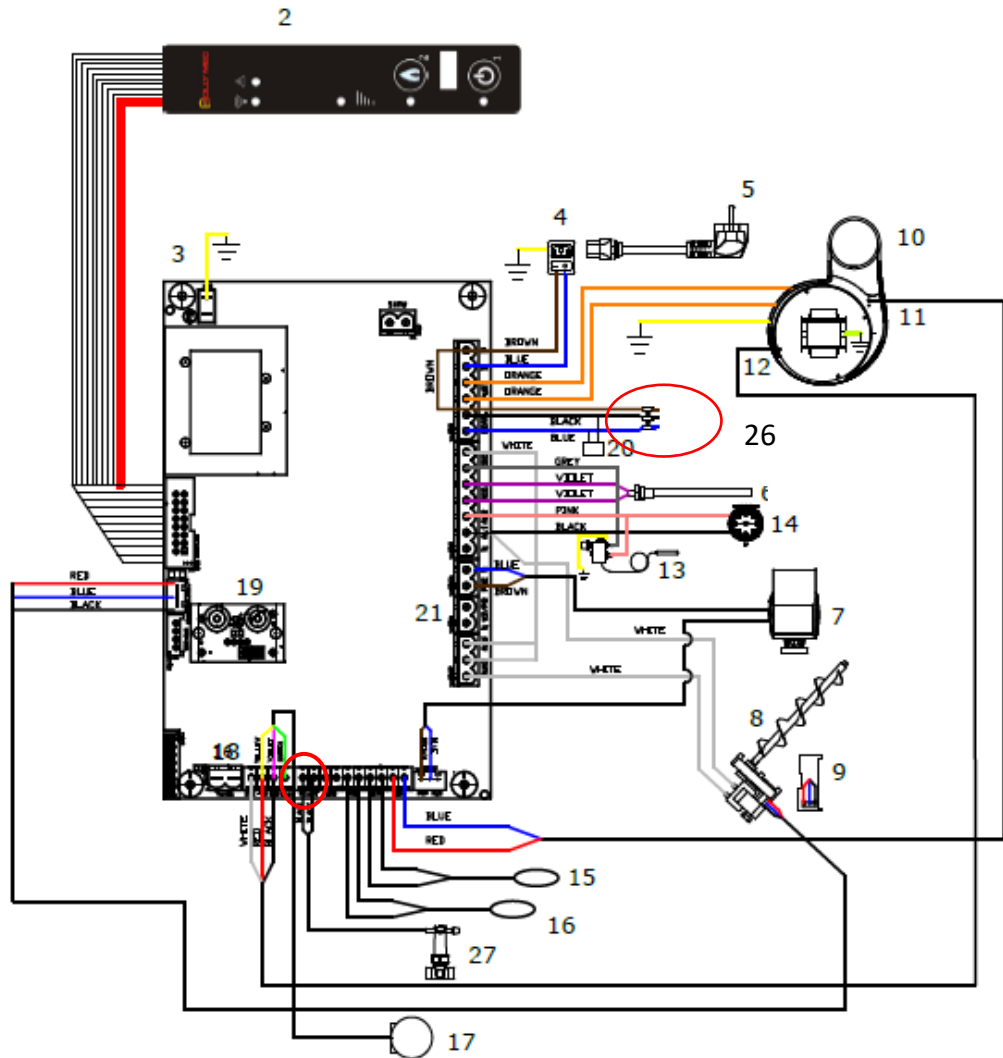 2
5
4
10
3
11
BROWN
BLUE
ORANGE
ORANGE
BROWN
12
BLACK
BLUE
20
26
WHITE
GREY
VIOLET
VIOLET
6
PINK
BLACK
14
13
BLUE
BROWN
RED
BLUE
BLACK
19
21
7
WHITE
WHITE
8
9
18
WHITE
RED
BLACK
BLUE
RED
15
16
27
17